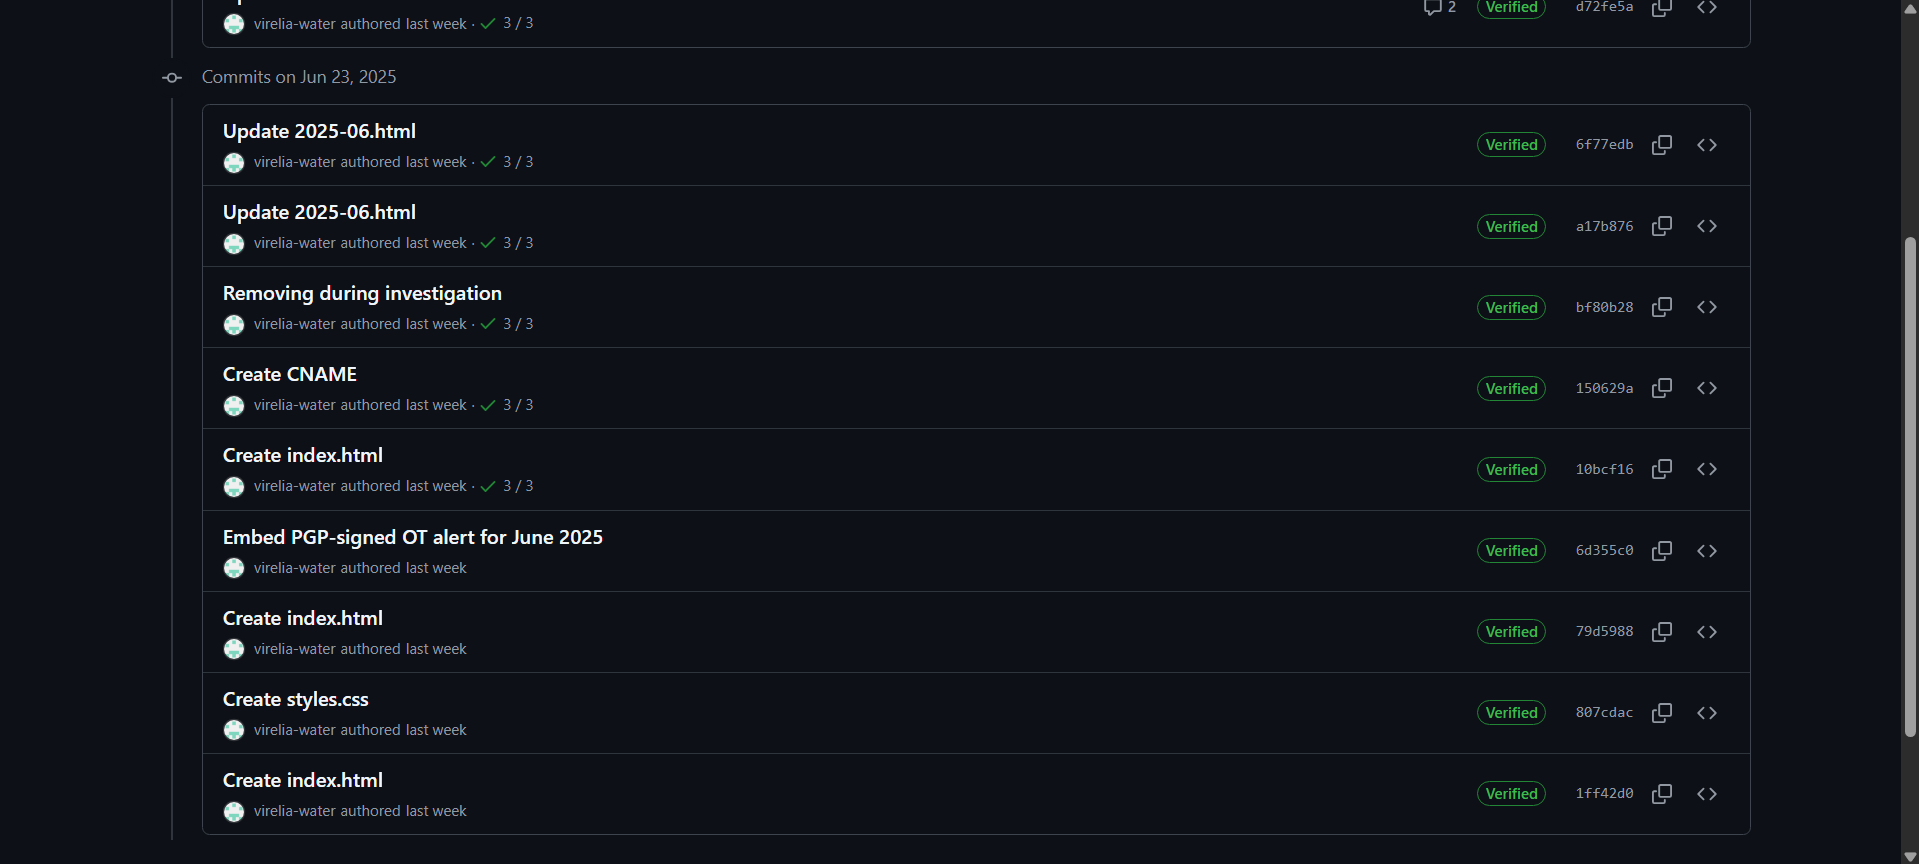 virelia-water authored last week · 3 / 3
2 Verified d72fe5a
Commits on Jun 23, 2025
Update 2025-06.html
virelia-water authored last week · 3 / 3
Verified 6f77edb
Update 2025-06.html
virelia-water authored last week · 3 / 3
Verified a17b876
Removing during investigation
virelia-water authored last week · 3 / 3
Verified bf80b28
Create CNAME
virelia-water authored last week · 3 / 3
Verified 150629a
Create index.html
virelia-water authored last week · 3 / 3
Verified 10bcf16
Embed PGP-signed OT alert for June 2025
virelia-water authored last week
Verified 6d355c0
Create index.html
virelia-water authored last week
Verified 79d5988
Create styles.css
virelia-water authored last week
Verified 807cdac
Create index.html
virelia-water authored last week
Verified 1ff42d0